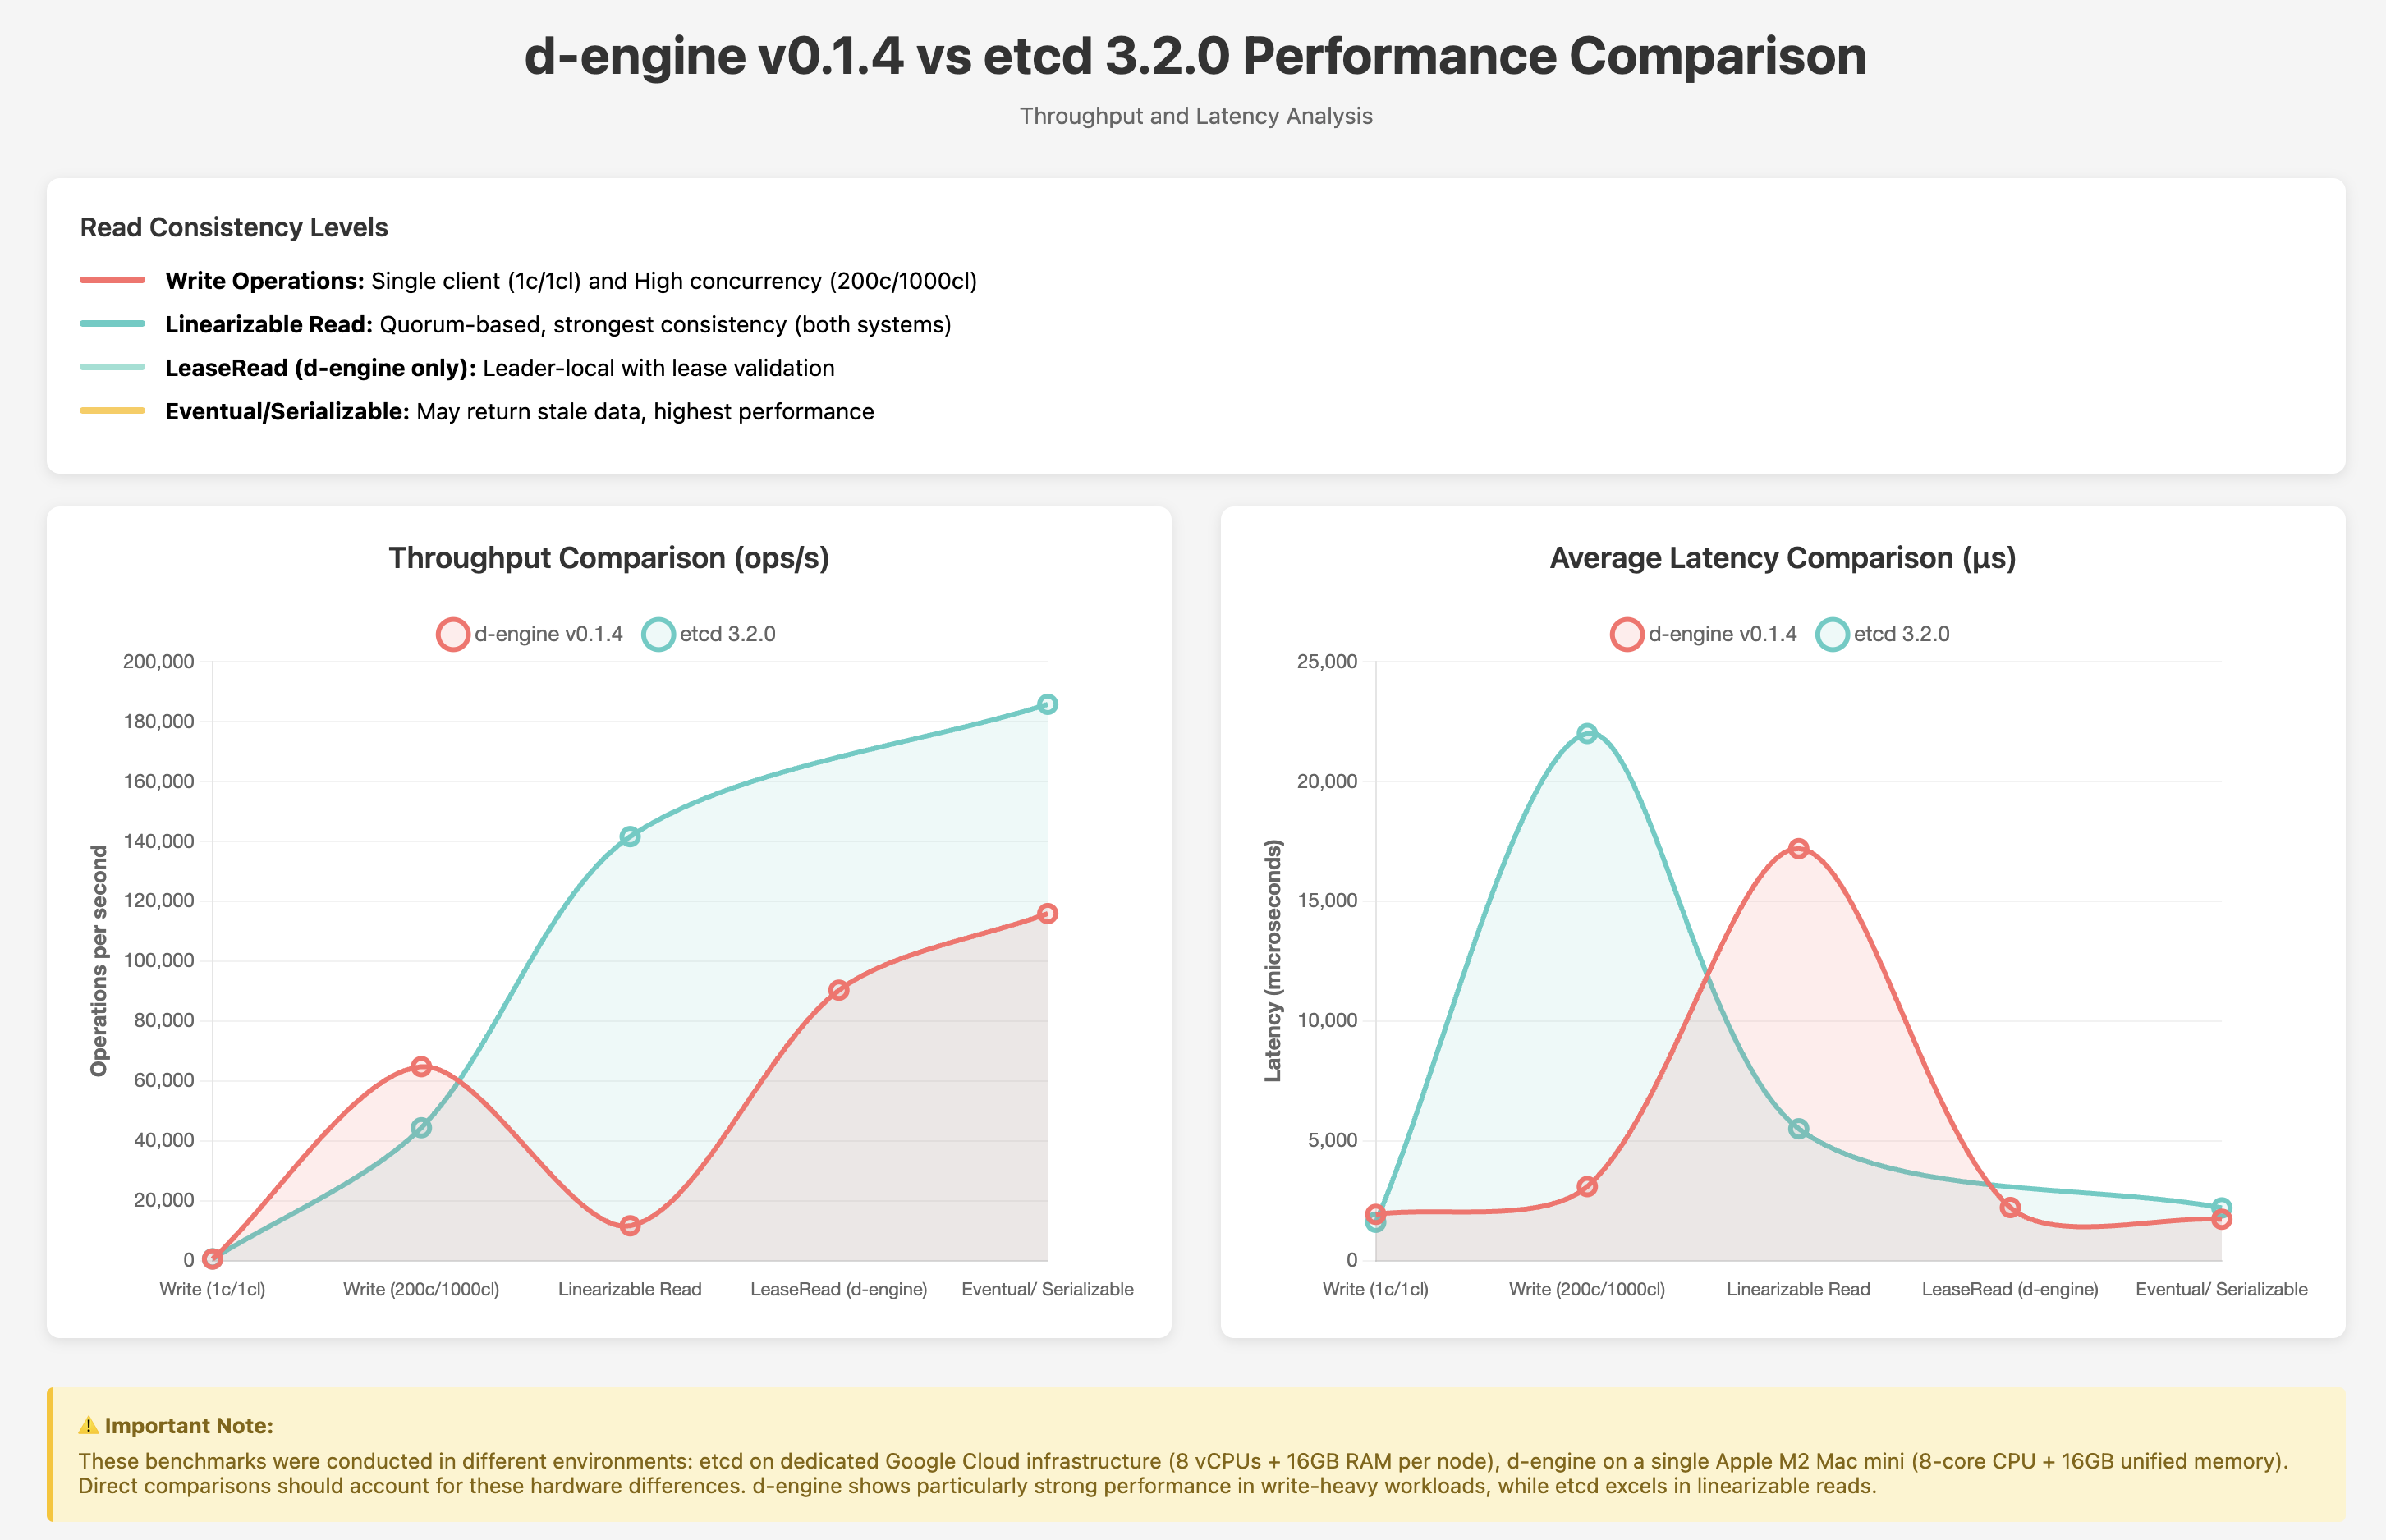 d-engine v0.1.4 vs etcd 3.2.0 Performance Comparison
Throughput and Latency Analysis
Read Consistency Levels
Write Operations: Single client (1c/1cl) and High concurrency (200c/1000cl)
Linearizable Read: Quorum-based, strongest consistency (both systems)
LeaseRead (d-engine only): Leader-local with lease validation
Eventual/Serializable: May return stale data, highest performance
Throughput Comparison (ops/s)
d-engine v0.1.4 etcd 3.2.0
Operations per second
200,000
180,000
160,000
140,000
120,000
100,000
80,000
60,000
40,000
20,000
0
Write (1c/1cl) Write (200c/1000cl) Linearizable Read LeaseRead (d-engine) Eventual/ Serializable
Average Latency Comparison (μs)
d-engine v0.1.4 etcd 3.2.0
Latency (microseconds)
25,000
20,000
15,000
10,000
5,000
0
Write (1c/1cl) Write (200c/1000cl) Linearizable Read LeaseRead (d-engine) Eventual/ Serializable
⚠️ Important Note:
These benchmarks were conducted in different environments: etcd on dedicated Google Cloud infrastructure (8 vCPUs + 16GB RAM per node), d-engine on a single Apple M2 Mac mini (8-core CPU + 16GB unified memory).
Direct comparisons should account for these hardware differences. d-engine shows particularly strong performance in write-heavy workloads, while etcd excels in linearizable reads.